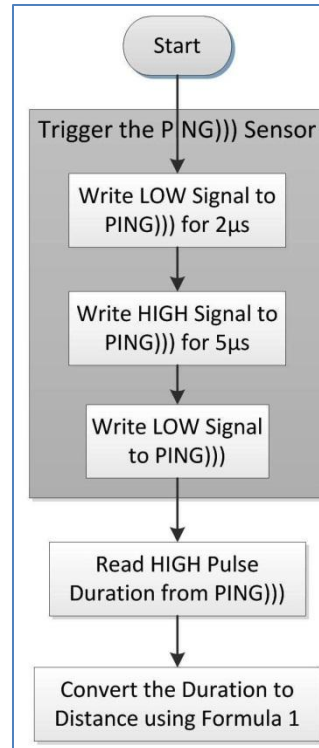 Start
Trigger the PING))) Sensor
Write LOW Signal to
PING))) for 2µs
Write HIGH Signal to
PING))) for 5µs
Write LOW Signal
to PING)))
Read HIGH Pulse
Duration from PING)))
Convert the Duration to
Distance using Formula 1